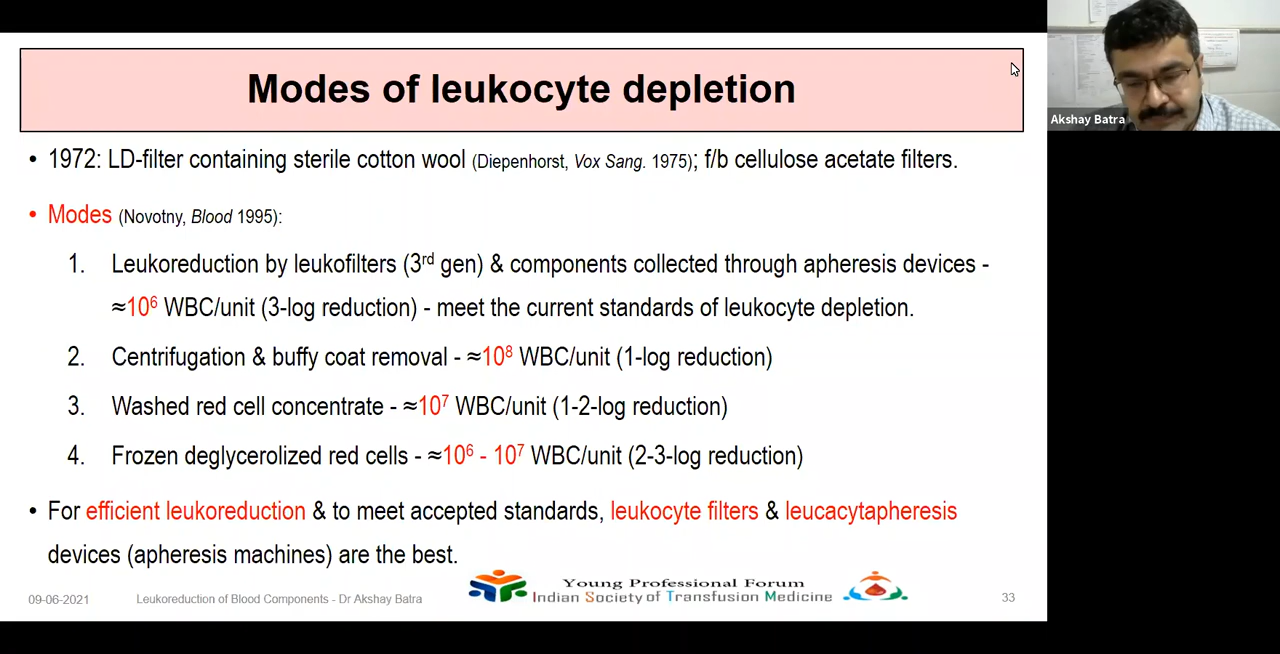 Modes of leukocyte depletion
Akshay Batra
• 1972: LD-filter containing sterile cotton wool (Diepenhorst, Vox Sang. 1975); f/b cellulose acetate filters.
• Modes (Novotny, Blood 1995):
1. Leukoreduction by leukofilters (3rd gen) & components collected through apheresis devices -
≈10⁶ WBC/unit (3-log reduction) - meet the current standards of leukocyte depletion.
2. Centrifugation & buffy coat removal - ≈10⁸ WBC/unit (1-log reduction)
3. Washed red cell concentrate - ≈10⁷ WBC/unit (1-2-log reduction)
4. Frozen deglycerolized red cells - ≈10⁶ - 10⁷ WBC/unit (2-3-log reduction)
• For efficient leukoreduction & to meet accepted standards, leukocyte filters & leucacytapheresis
devices (apheresis machines) are the best.
Young Professional Forum
Indian Society of Transfusion Medicine
09-06-2021 Leukoreduction of Blood Components - Dr Akshay Batra 33